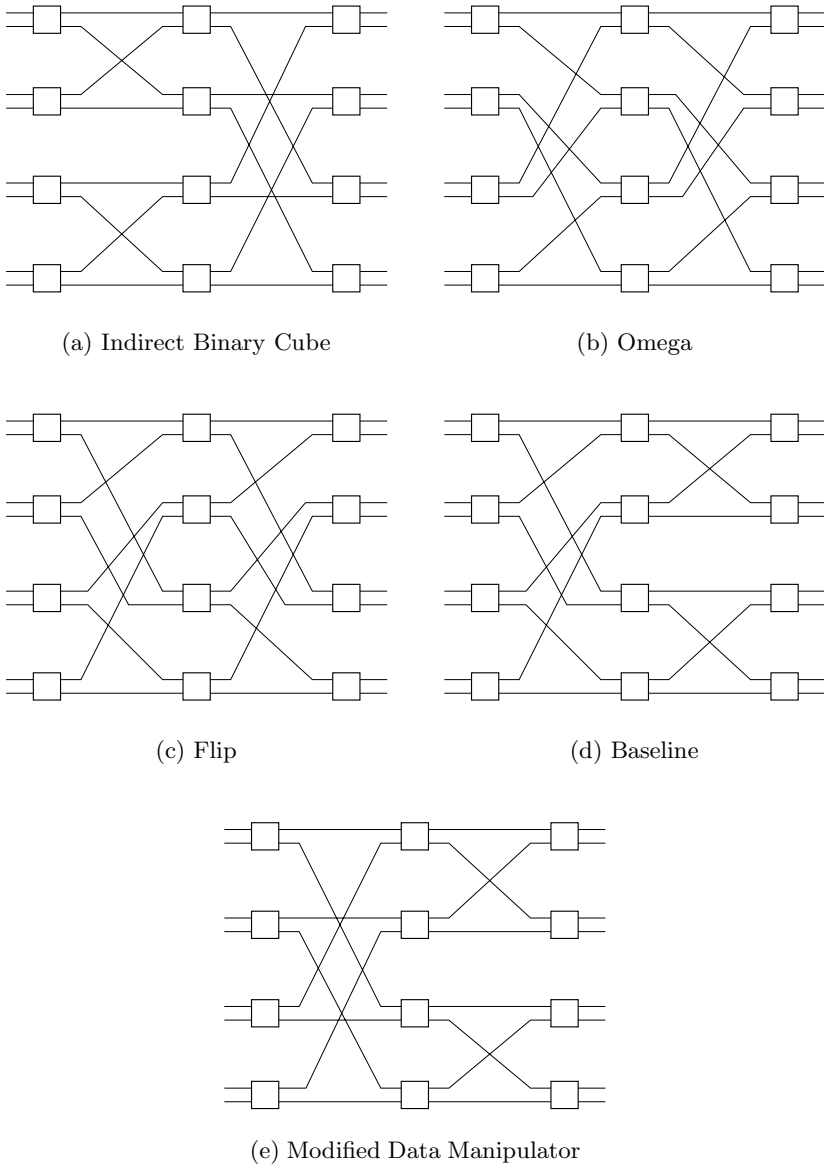 (a) Indirect Binary Cube
(b) Omega
(c) Flip
(d) Baseline
(e) Modified Data Manipulator